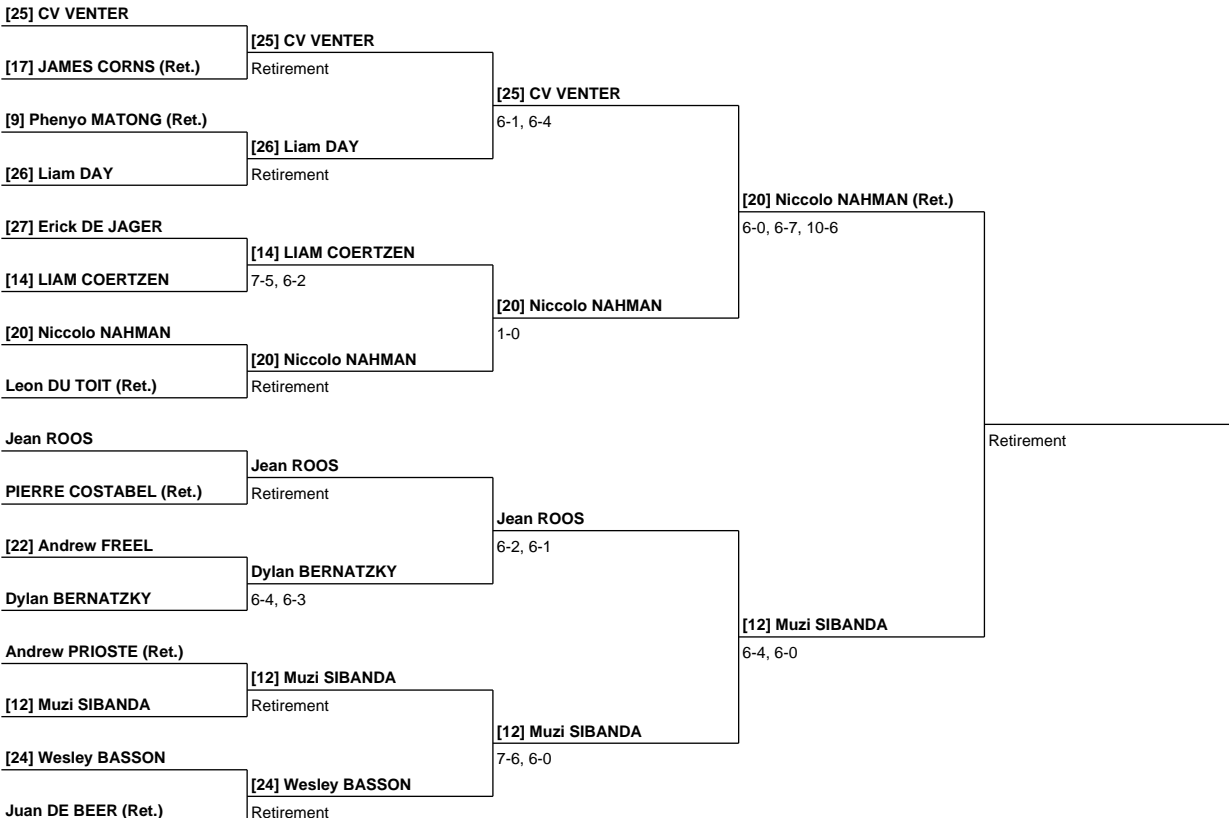 [25] CV VENTER
[25] CV VENTER
[17] JAMES CORNS (Ret.)
Retirement
[25] CV VENTER
[9] Phenyo MATONG (Ret.)
6-1, 6-4
[26] Liam DAY
[26] Liam DAY
Retirement
[20] Niccolo NAHMAN (Ret.)
[27] Erick DE JAGER
6-0, 6-7, 10-6
[14] LIAM COERTZEN
[14] LIAM COERTZEN
7-5, 6-2
[20] Niccolo NAHMAN
[20] Niccolo NAHMAN
1-0
[20] Niccolo NAHMAN
Leon DU TOIT (Ret.)
Retirement
Jean ROOS
Retirement
Jean ROOS
PIERRE COSTABEL (Ret.)
Retirement
Jean ROOS
[22] Andrew FREEL
6-2, 6-1
Dylan BERNATZKY
Dylan BERNATZKY
6-4, 6-3
[12] Muzi SIBANDA
Andrew PRIOSTE (Ret.)
6-4, 6-0
[12] Muzi SIBANDA
[12] Muzi SIBANDA
Retirement
[12] Muzi SIBANDA
[24] Wesley BASSON
7-6, 6-0
[24] Wesley BASSON
Juan DE BEER (Ret.)
Retirement